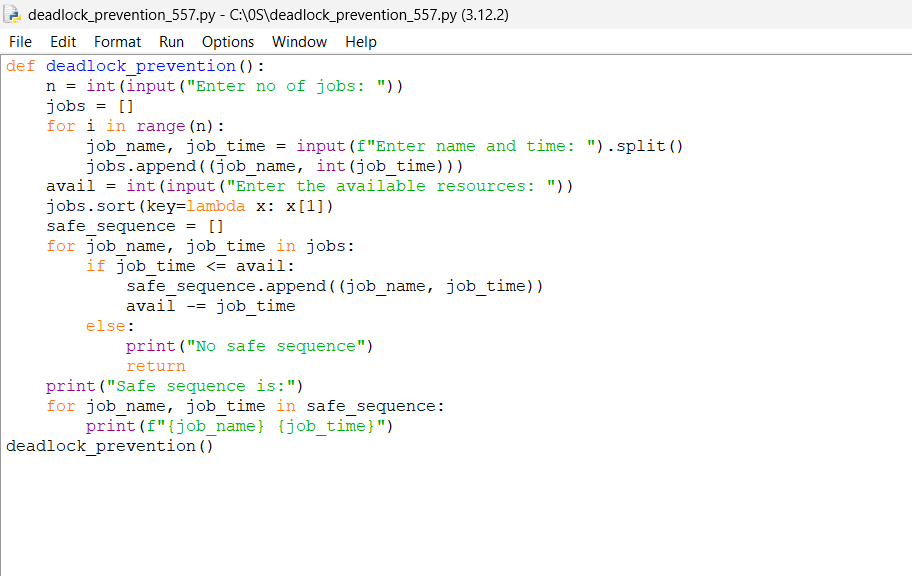 deadlock_prevention_557.py - C:\0S\deadlock_prevention_557.py (3.12.2)
File Edit Format Run Options Window Help
def deadlock_prevention():
    n = int(input("Enter no of jobs: "))
    jobs = []
    for i in range(n):
        job_name, job_time = input(f"Enter name and time: ").split()
        jobs.append((job_name, int(job_time)))
    avail = int(input("Enter the available resources: "))
    jobs.sort(key=lambda x: x[1])
    safe_sequence = []
    for job_name, job_time in jobs:
        if job_time <= avail:
            safe_sequence.append((job_name, job_time))
            avail -= job_time
        else:
            print("No safe sequence")
            return
    print("Safe sequence is:")
    for job_name, job_time in safe_sequence:
        print(f"{job_name} {job_time}")
deadlock_prevention()